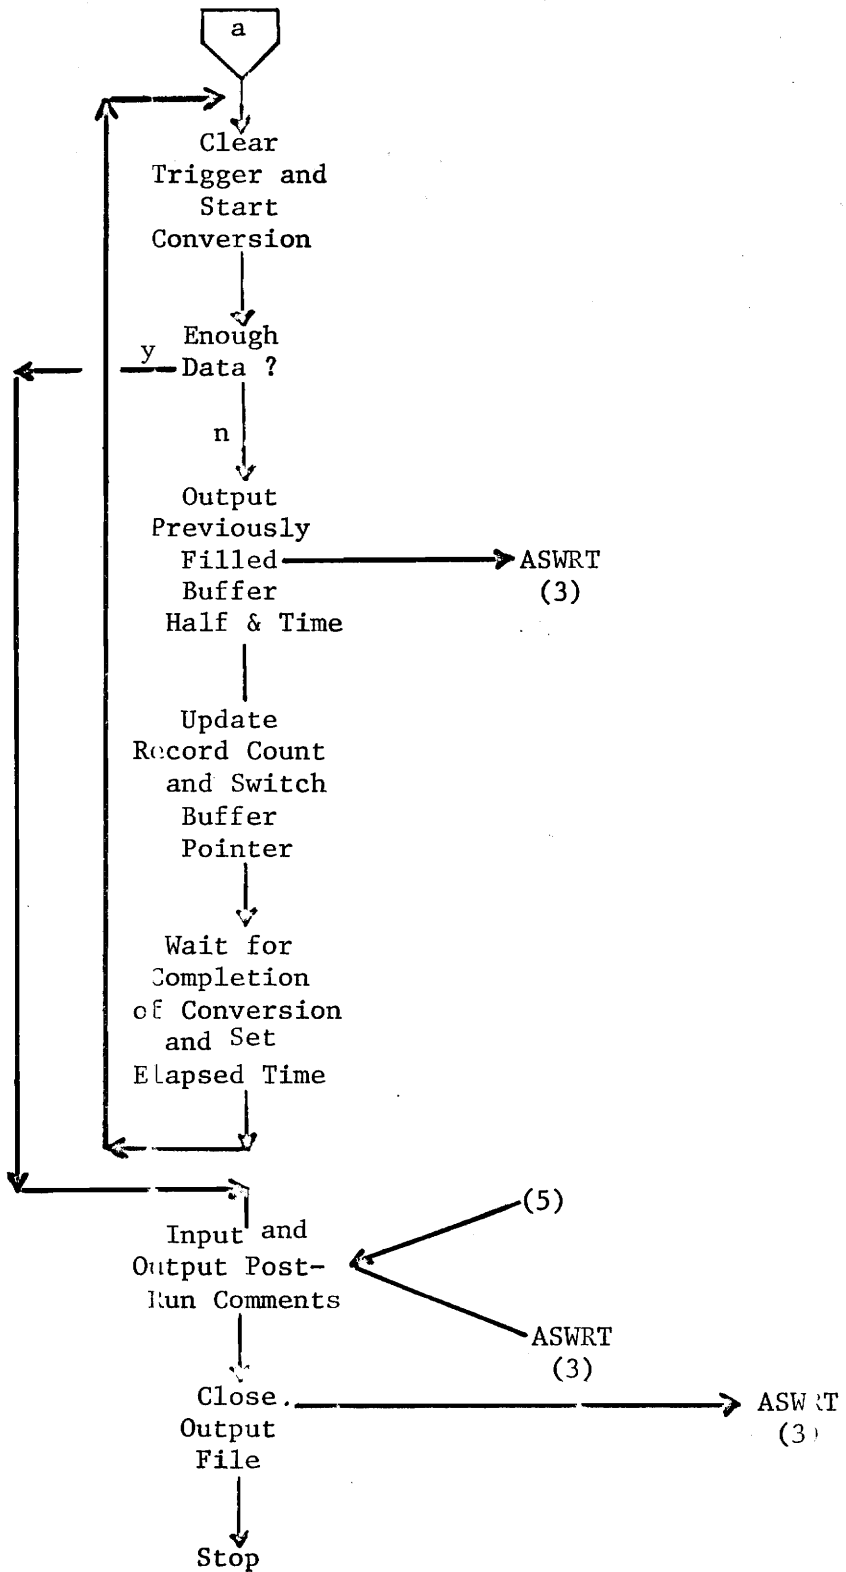 a
Clear
Trigger and
Start
Conversion
Enough
Data ?
y
n
Output
Previously
Filled
Buffer
Half & Time
ASWRT
(3)
Update
Record Count
and Switch
Buffer
Pointer
Wait for
Completion
of Conversion
and Set
Elapsed Time
(5)
Input and
Output Post-
Run Comments
ASWRT
(3)
Close.
Output
File
ASWRT
(3)
Stop